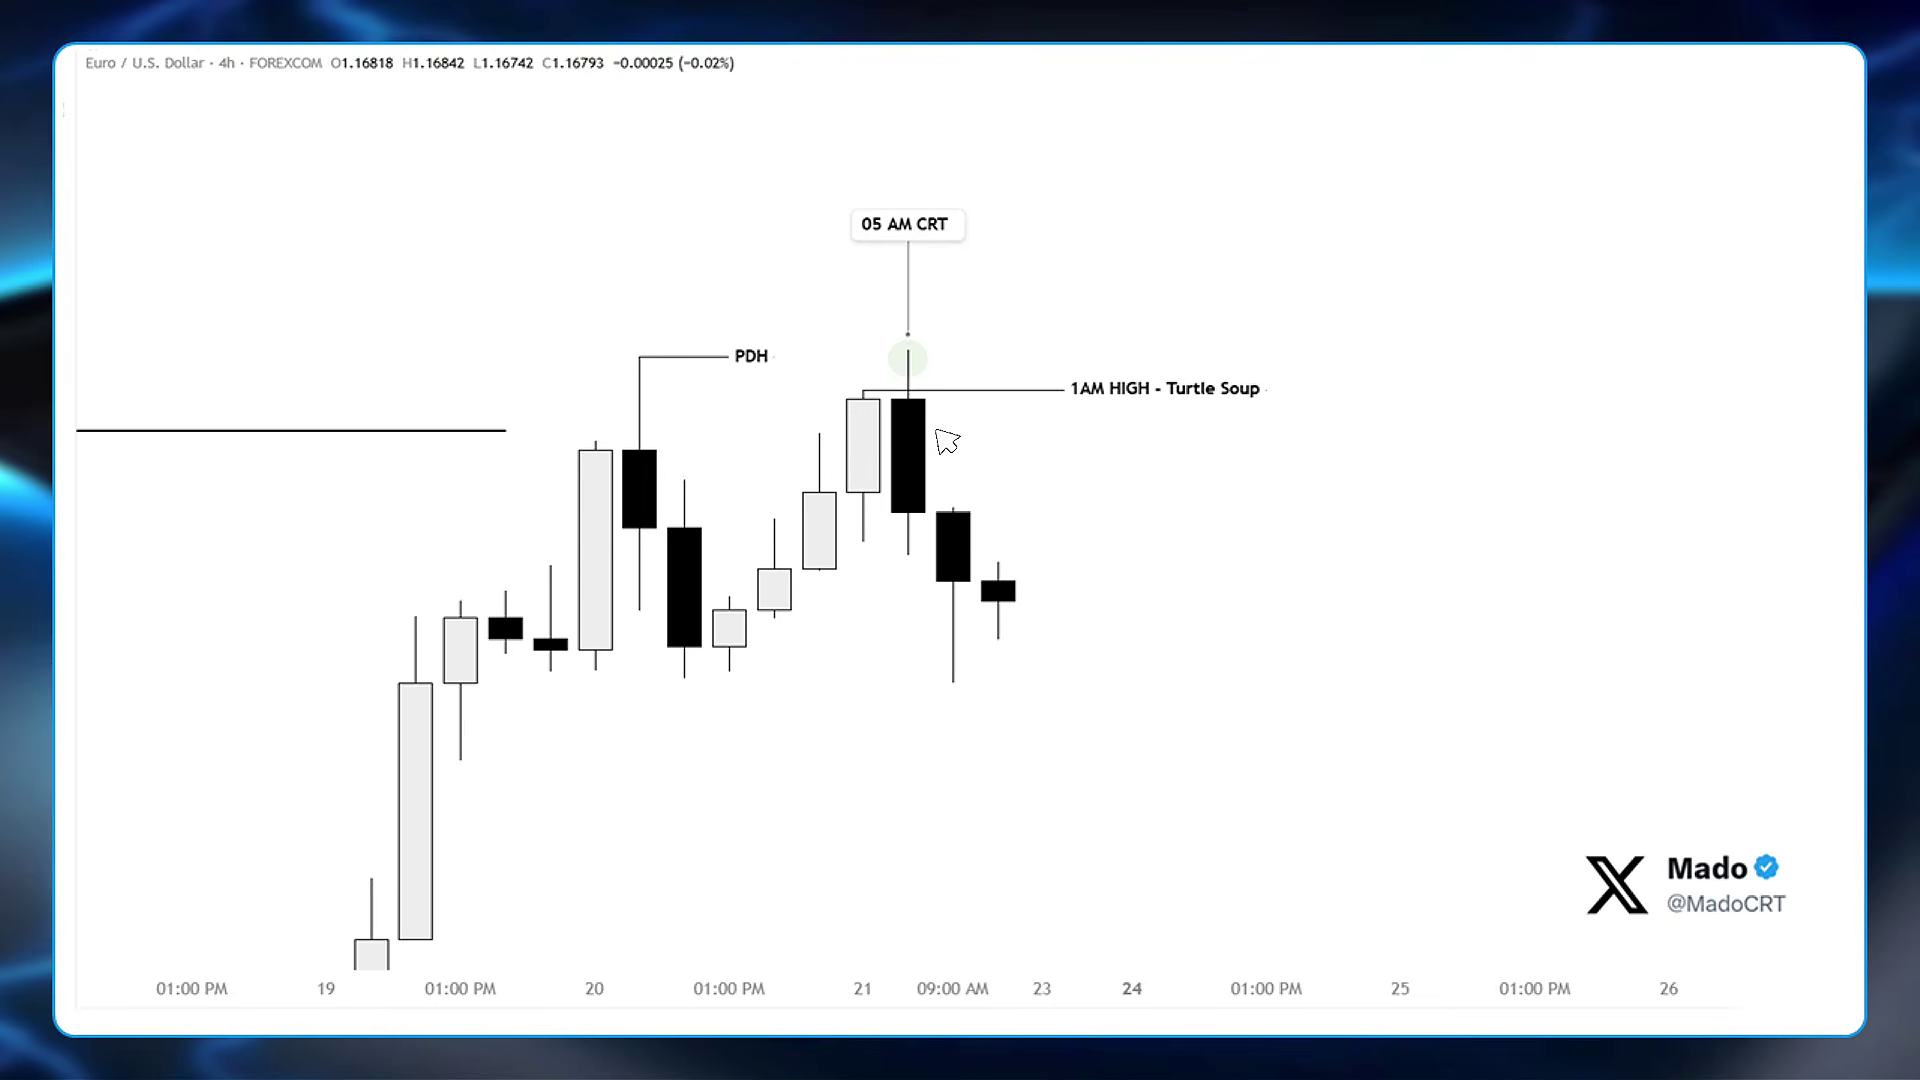 Euro / U.S. Dollar · 4h · FOREXCOM O1.16818 H1.16842 L1.16742 C1.16793 −0.00025 (−0.02%)
05 AM CRT
PDH
1AM HIGH - Turtle Soup
Mado
@MadoCRT
01:00 PM 19 01:00 PM 20 01:00 PM 21 09:00 AM 23 24 01:00 PM 25 01:00 PM 26